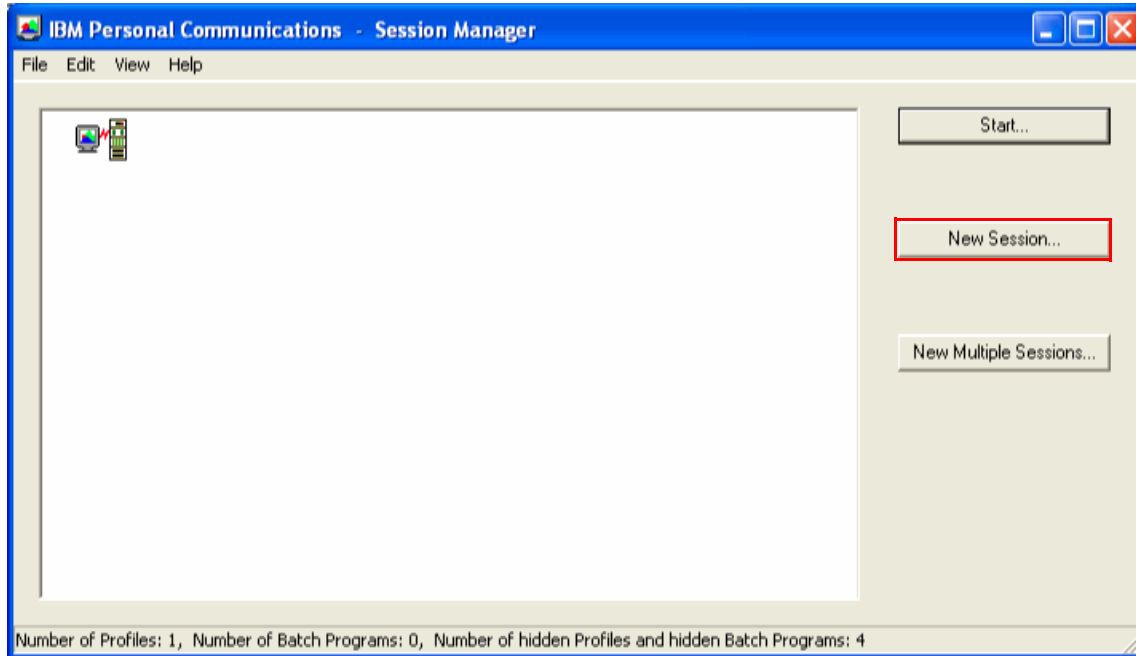 IBM Personal Communications - Session Manager
File Edit View Help
Start...
New Session...
New Multiple Sessions...
Number of Profiles: 1, Number of Batch Programs: 0, Number of hidden Profiles and hidden Batch Programs: 4